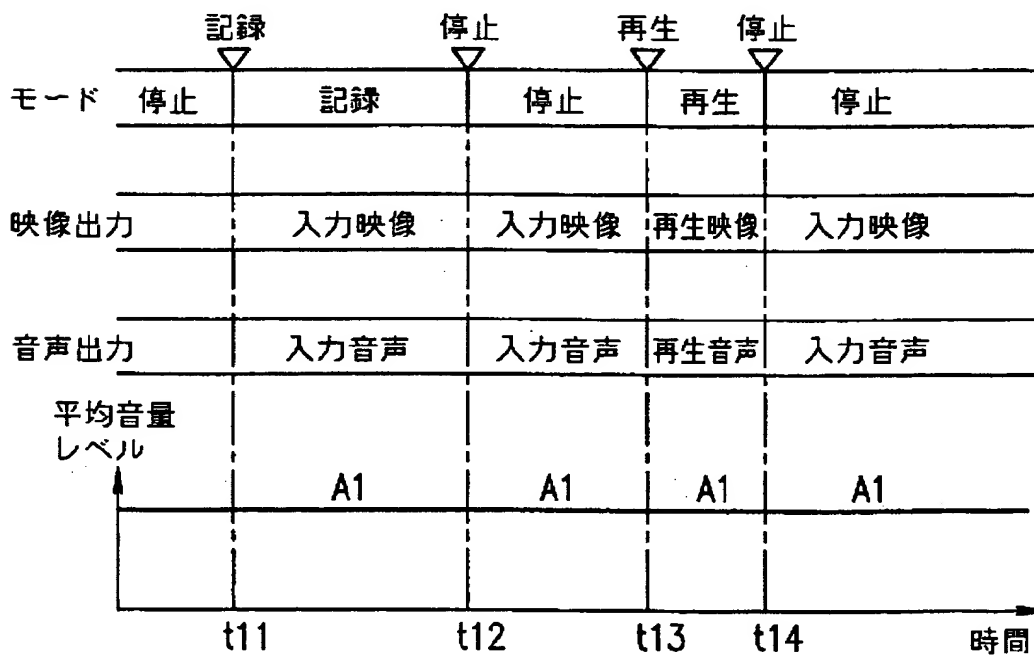 記録 停止 再生 停止
モード 停止 記録 停止 再生 停止
映像出力 入力映像 入力映像 再生映像 入力映像
音声出力 入力音声 入力音声 再生音声 入力音声
平均音量
レベル
A1 A1 A1 A1
t11 t12 t13 t14 時間